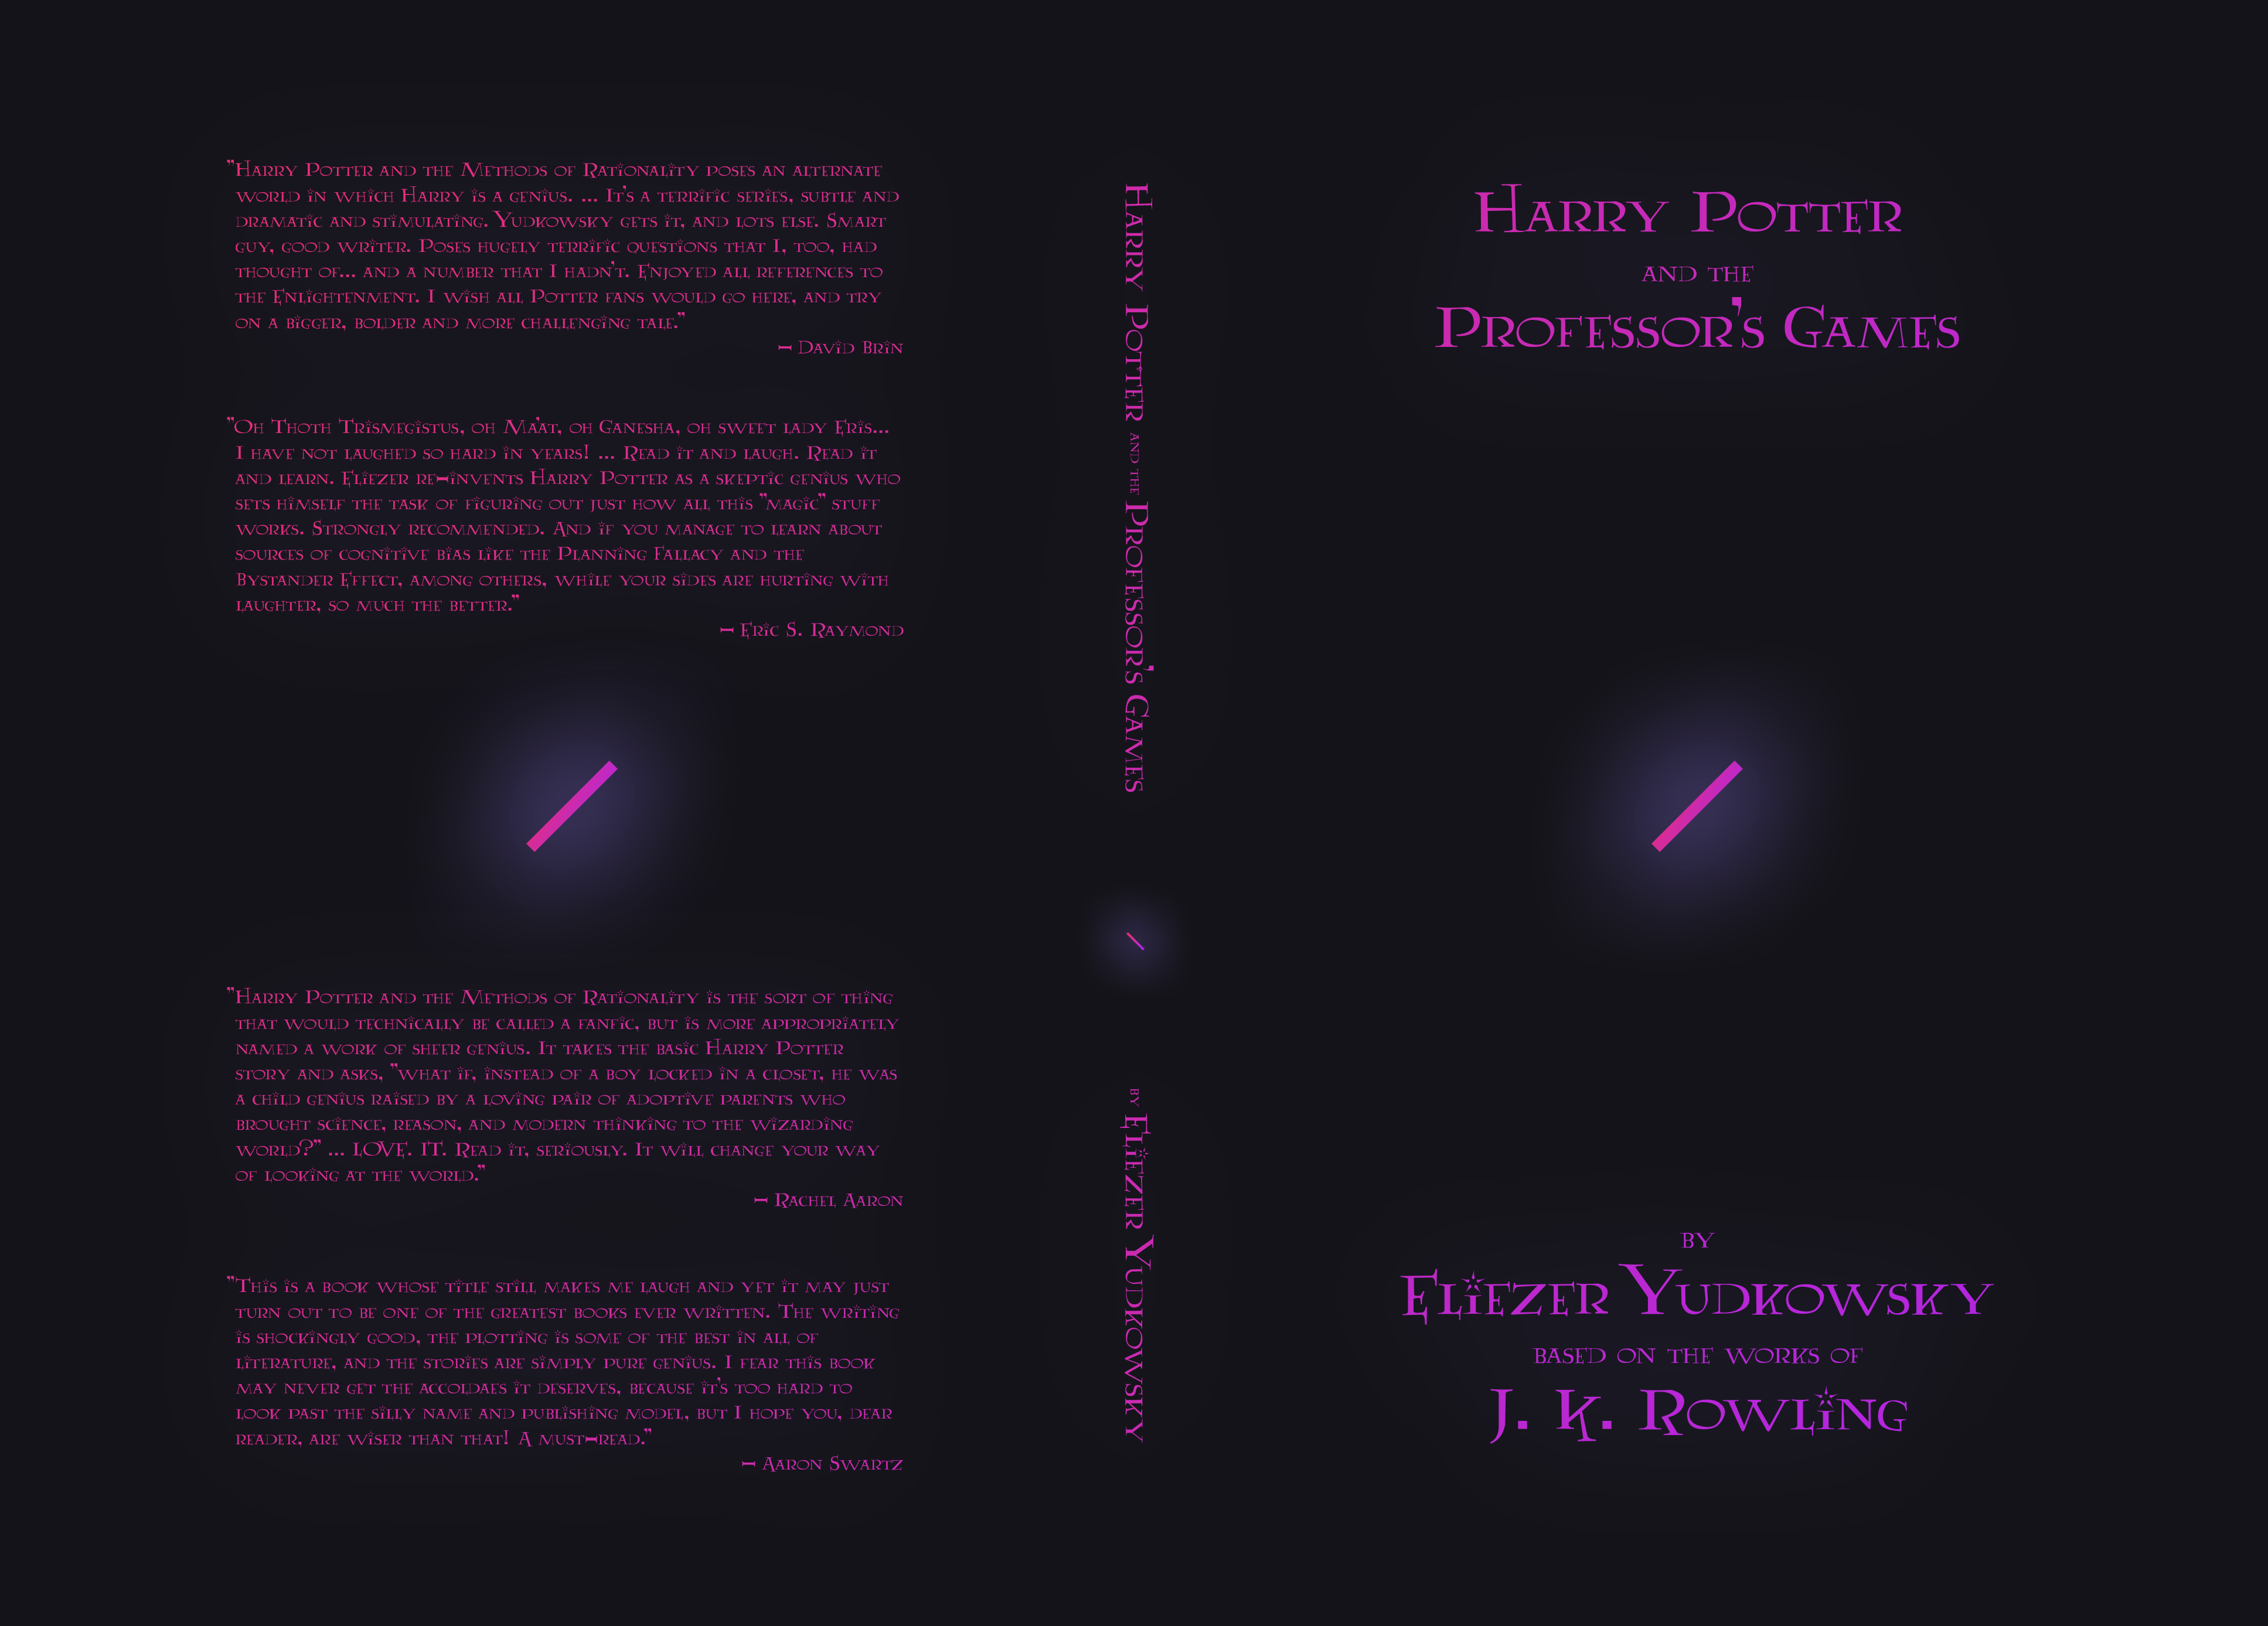 "Harry Potter and the Methods of Rationality poses an alternate
world in which Harry is a genius. ... It's a terrific series, subtle and
dramatic and stimulating. Yudkowsky gets it, and lots else. Smart
guy, good writer. Poses hugely terrific questions that I, too, had
thought of... and a number that I hadn't. Enjoyed all references to
the Enlightenment. I wish all Potter fans would go here, and try
on a bigger, bolder and more challenging tale."
- David Brin
"Oh Thoth Trismegistus, oh Ma'at, oh Ganesha, oh sweet lady Eris...
I have not laughed so hard in years! ... Read it and laugh. Read it
and learn. Eliezer re-invents Harry Potter as a skeptic genius who
sets himself the task of figuring out just how all this "magic" stuff
works. Strongly recommended. And if you manage to learn about
sources of cognitive bias like the Planning Fallacy and the
Bystander Effect, among others, while your sides are hurting with
laughter, so much the better."
- Eric S. Raymond
"Harry Potter and the Methods of Rationality is the sort of thing
that would technically be called a fanfic, but is more appropriately
named a work of sheer genius. It takes the basic Harry Potter
story and asks, "what if, instead of a boy locked in a closet, he was
a child genius raised by a loving pair of adoptive parents who
brought science, reason, and modern thinking to the wizarding
world?" ... LOVE. IT. Read it, seriously. It will change your way
of looking at the world."
- Rachel Aaron
"This is a book whose title still makes me laugh and yet it may just
turn out to be one of the greatest books ever written. The writing
is shockingly good, the plotting is some of the best in all of
literature, and the stories are simply pure genius. I fear this book
may never get the accoldaes it deserves, because it's too hard to
look past the silly name and publishing model, but I hope you, dear
reader, are wiser than that! A must-read."
- Aaron Swartz
Harry Potter and the Professor's Games
by Eliezer Yudkowsky
Harry Potter
and the
Professor's Games
by
Eliezer Yudkowsky
based on the works of
J. K. Rowling